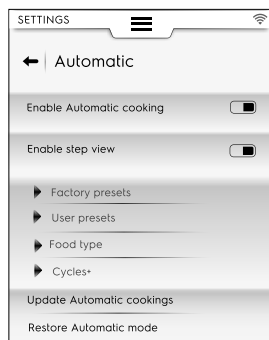 SETTINGS
Automatic
Enable Automatic cooking
Enable step view
Factory presets
User presets
Food type
Cycles+
Update Automatic cookings
Restore Automatic mode